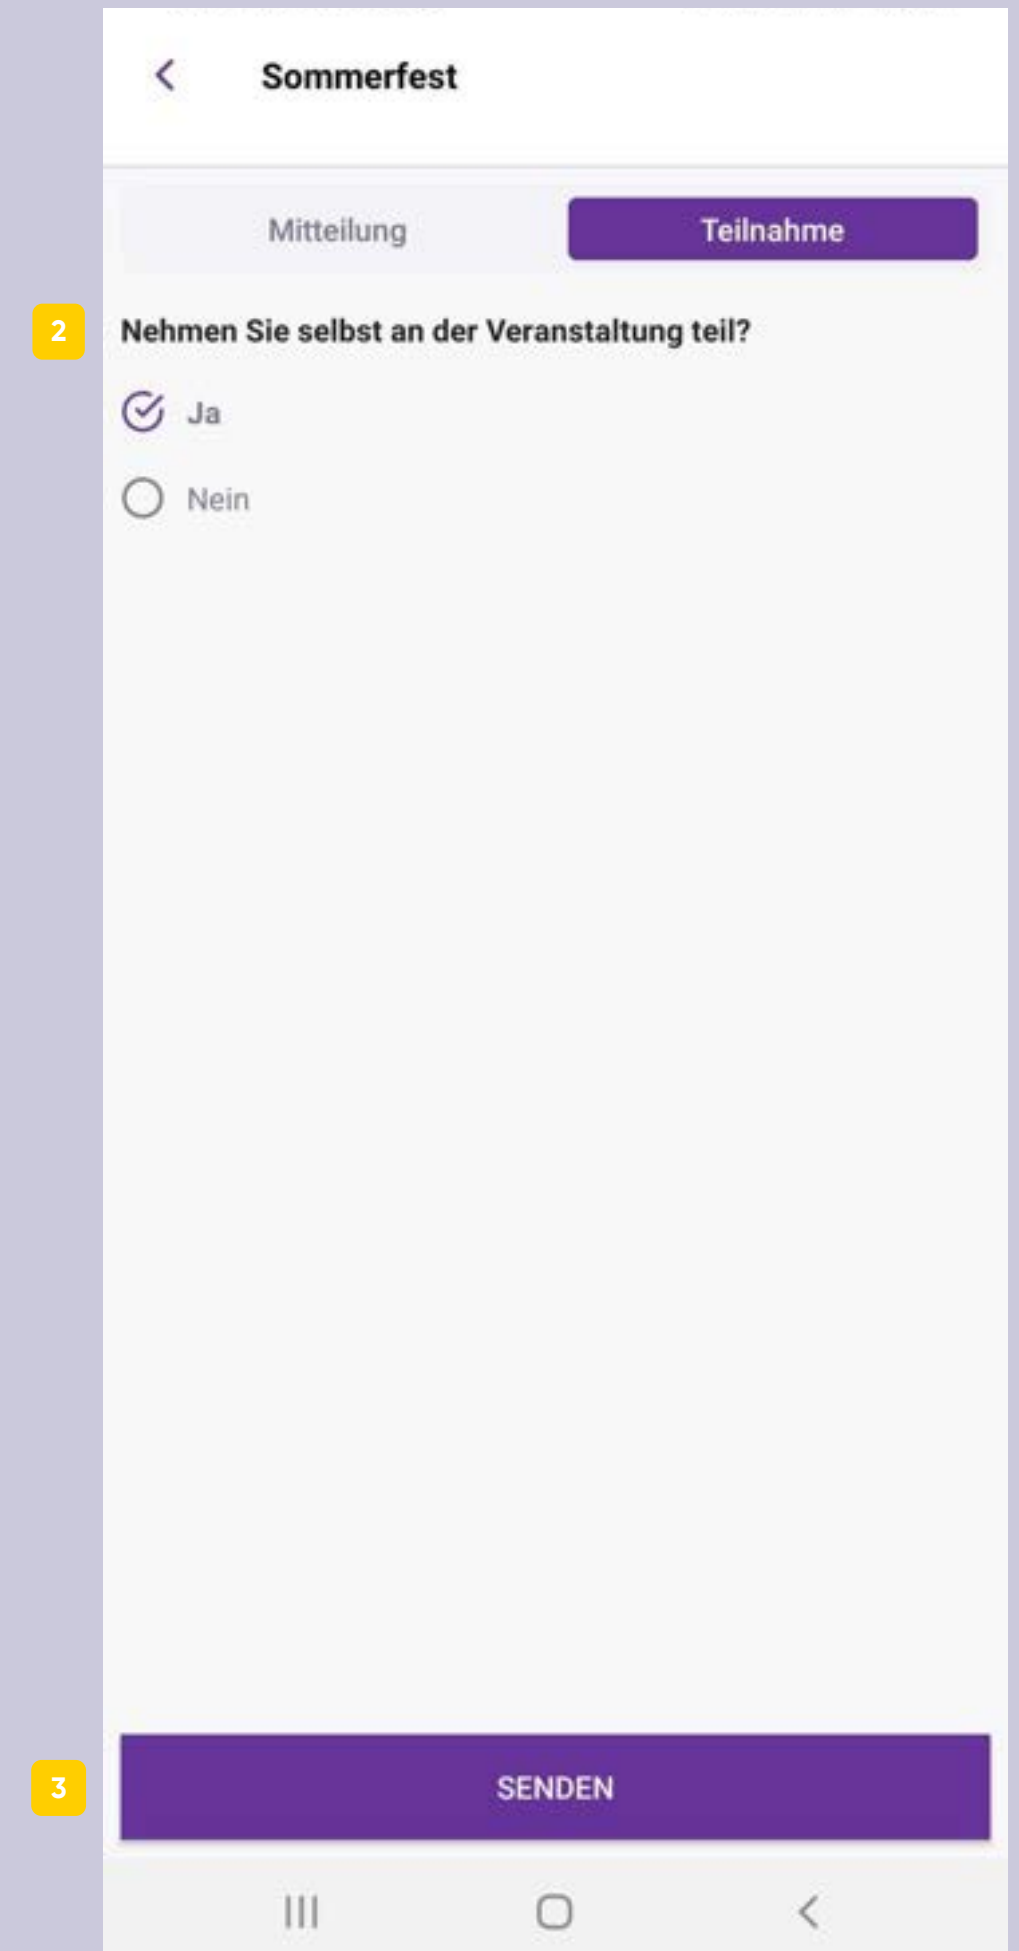 Sommerfest
Mitteilung
Teilnahme
2
Nehmen Sie selbst an der Veranstaltung teil?
Ja
Nein
3
SENDEN